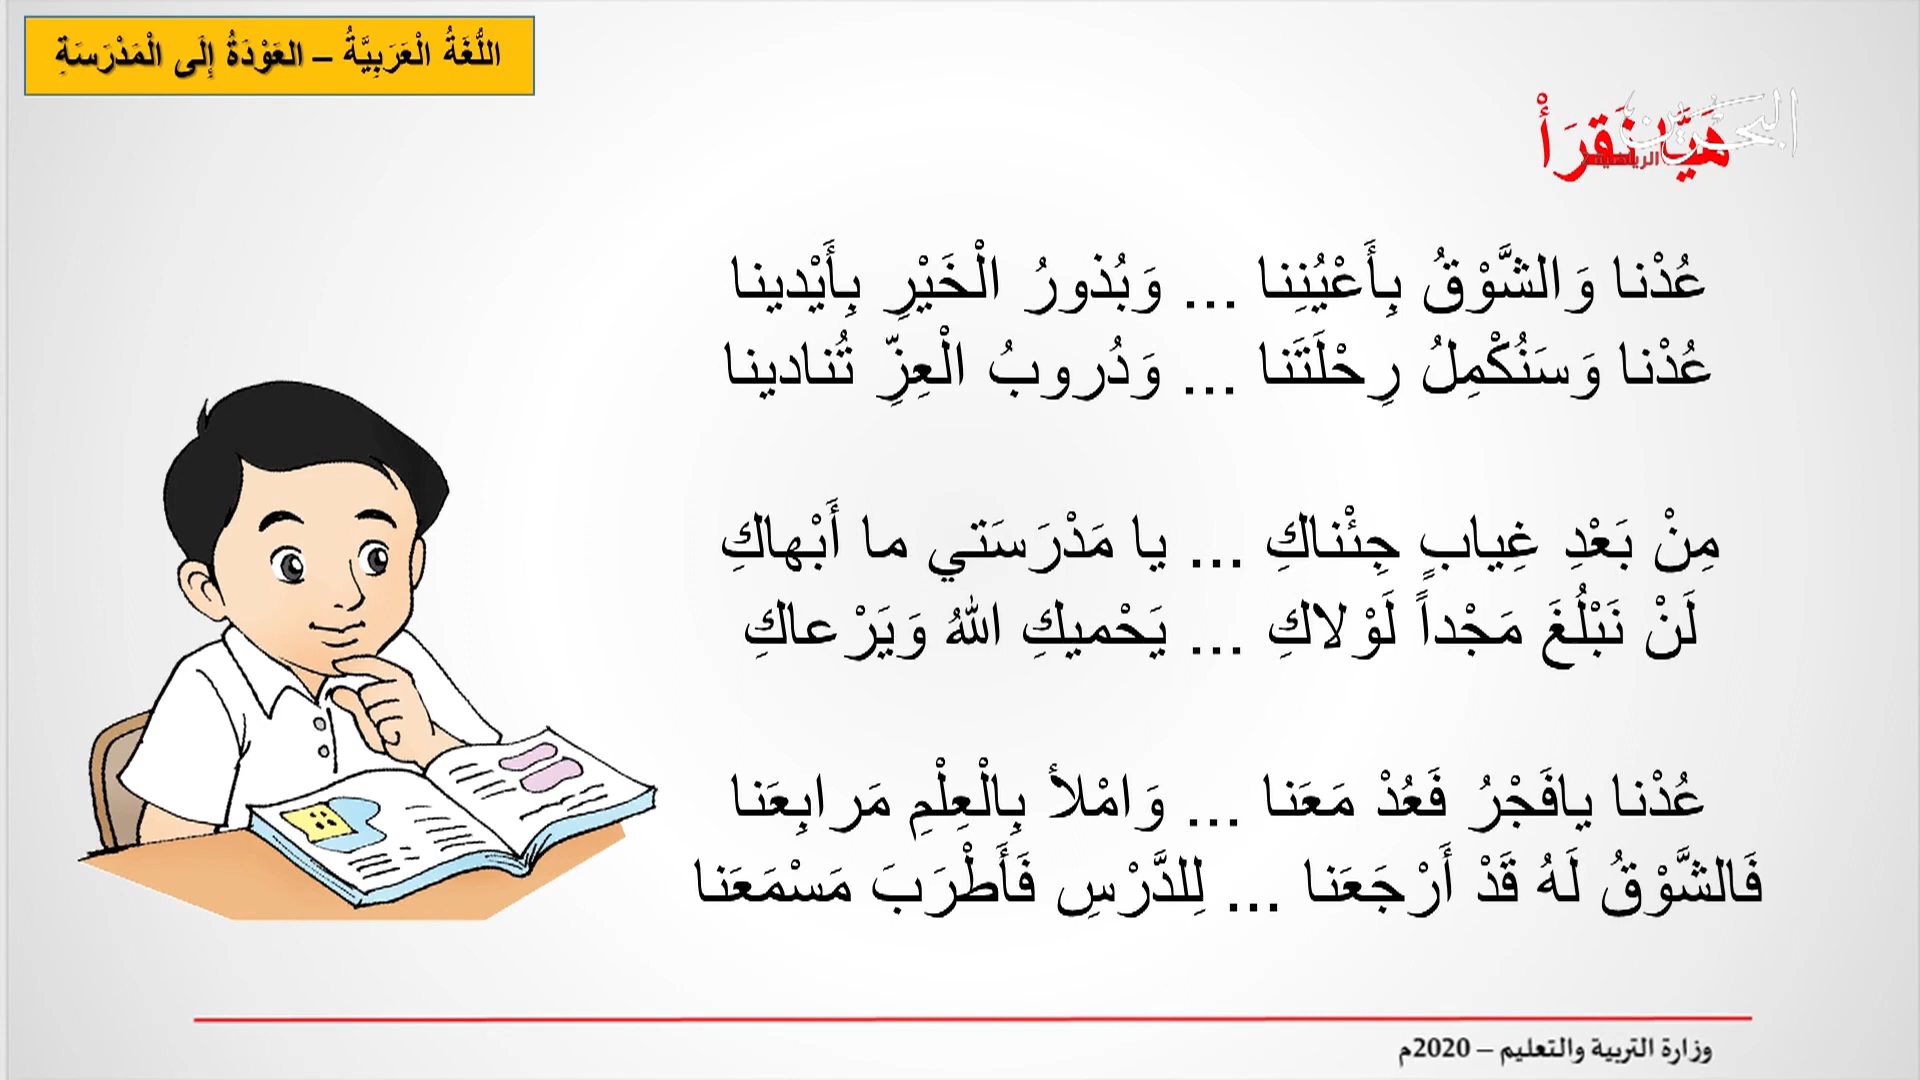 اللُّغَةُ الْعَرَبِيَّةُ – العَوْدَةُ إِلَى الْمَدْرَسَةِ
البحرين
الرياضية
هَيَّا نَقرَأْ
عُدْنا وَالشَّوْقُ بِأَعْيُنِنا ... وَبُذورُ الْخَيْرِ بِأَيْدينا
عُدْنا وَسَنُكْمِلُ رِحْلَتَنا ... وَدُروبُ الْعِزِّ تُنادينا
مِنْ بَعْدِ غِيابٍ جِئْناكِ ... يا مَدْرَسَتي ما أَبْهاكِ
لَنْ نَبْلُغَ مَجْداً لَوْلاكِ ... يَحْميكِ اللهُ وَيَرْعاكِ
عُدْنا يافَجْرُ فَعُدْ مَعَنا ... وَامْلأ بِالْعِلْمِ مَرابِعَنا
فَالشَّوْقُ لَهُ قَدْ أَرْجَعَنا ... لِلدَّرْسِ فَأَطْرَبَ مَسْمَعَنا
وزارة التربية والتعليم – 2020م